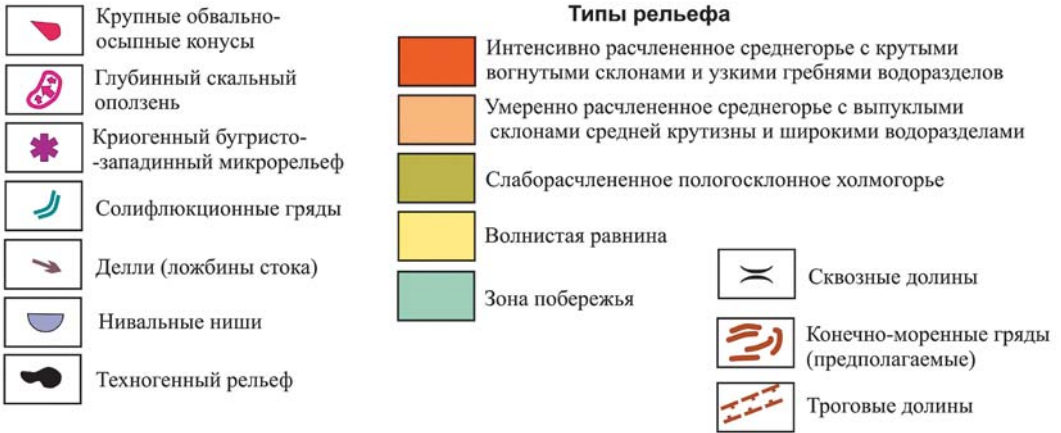 Крупные обвально-
осыпные конусы
Глубинный скальный
оползень
Криогенный бугристо-
-западинный микрорельеф
Солифлюкционные гряды
Делли (ложбины стока)
Нивальные ниши
Техногенный рельеф
Типы рельефа
Интенсивно расчлененное среднегорье с крутыми
вогнутыми склонами и узкими гребнями водоразделов
Умеренно расчлененное среднегорье с выпуклыми
склонами средней крутизны и широкими водоразделами
Слаборасчлененное пологосклонное холмогорье
Волнистая равнина
Зона побережья
Сквозные долины
Конечно-моренные гряды
(предполагаемые)
Троговые долины